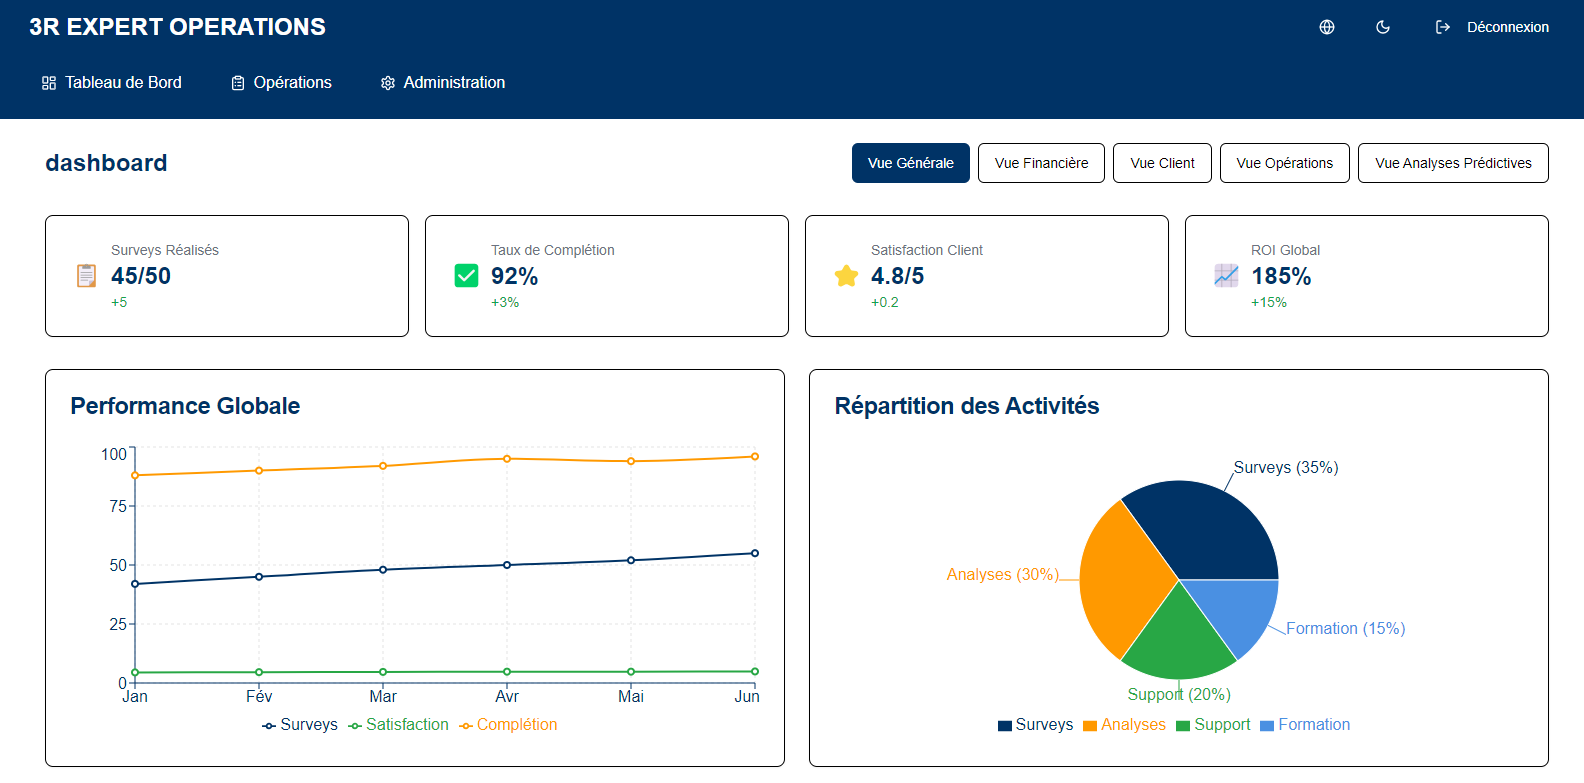 3R EXPERT OPERATIONS
Déconnexion
Tableau de Bord
Opérations
Administration
dashboard
Vue Générale
Vue Financière
Vue Client
Vue Opérations
Vue Analyses Prédictives
Surveys Réalisés
45/50
+5
Taux de Complétion
92%
+3%
Satisfaction Client
4.8/5
+0.2
ROI Global
185%
+15%
Performance Globale
100
75
50
25
0
Jan
Fév
Mar
Avr
Mai
Jun
Surveys
Satisfaction
Complétion
Répartition des Activités
Surveys (35%)
Analyses (30%)
Formation (15%)
Support (20%)
Surveys
Analyses
Support
Formation